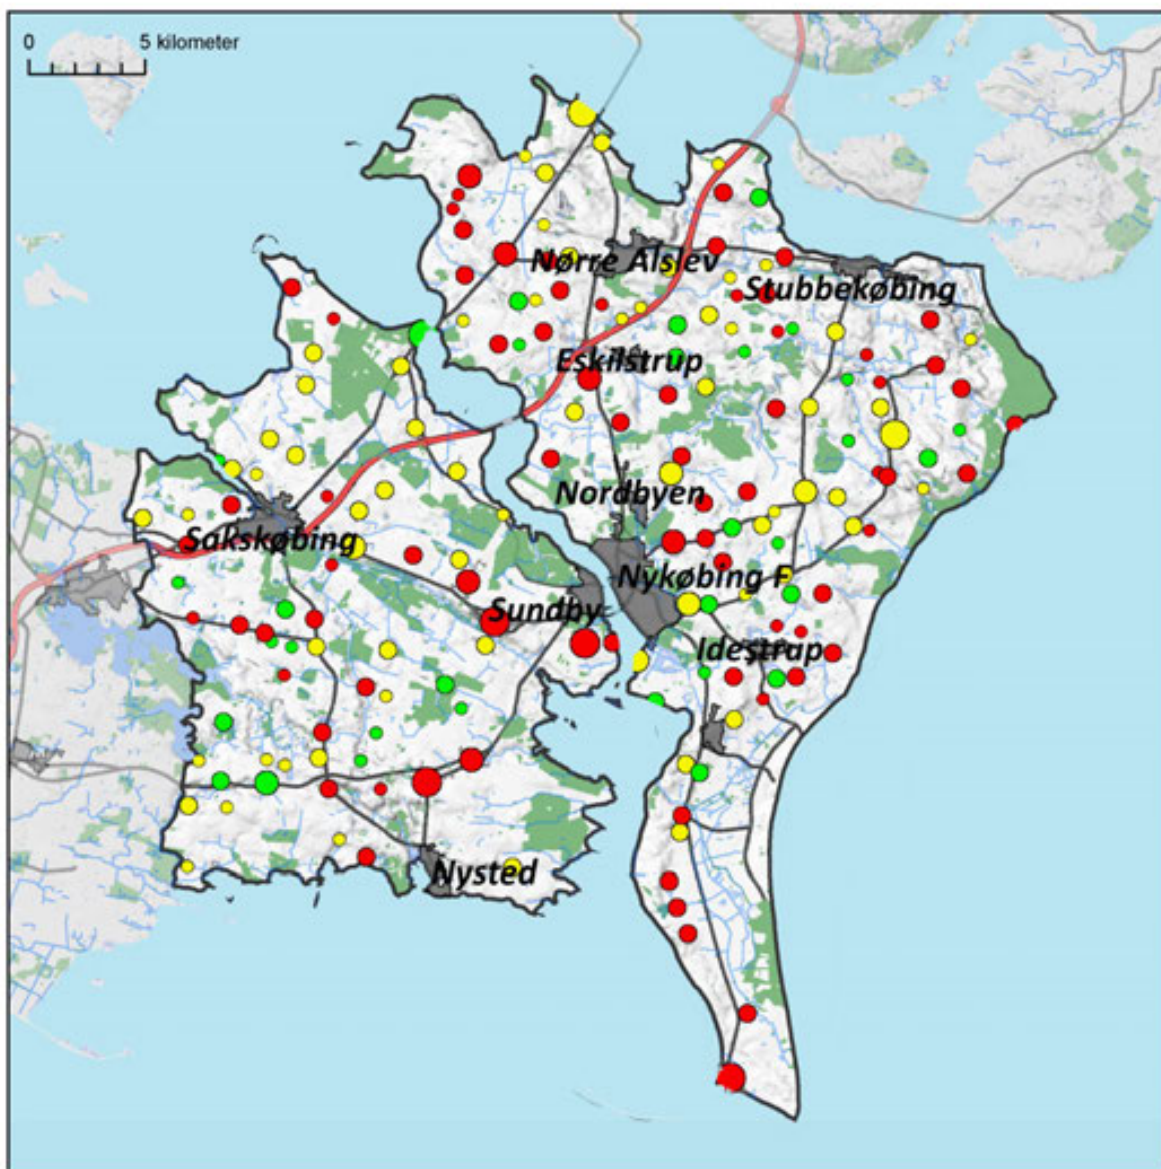 0 5 kilometer
Nørre Alslev
Stubbekøbing
Eskilstrup
Nordbyen
Sakskøbing
Nykøbing F
Sundby
Idestrup
Nysted